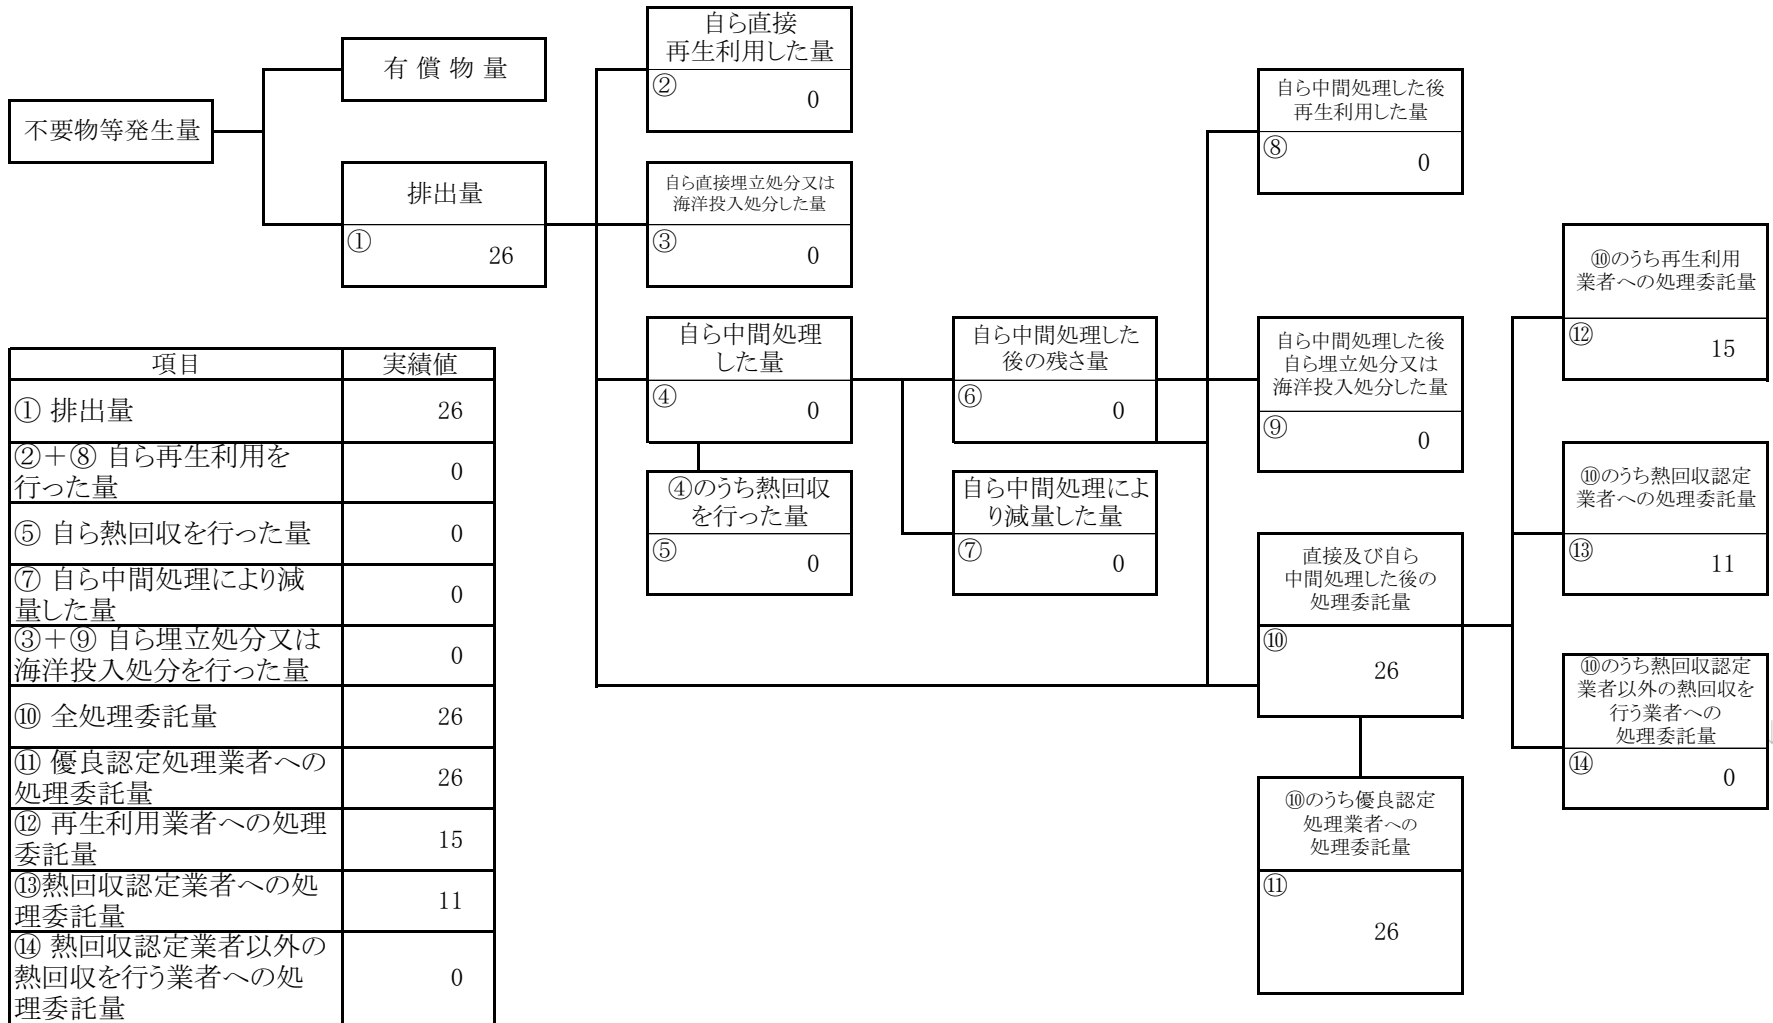 不要物等発生量
有 償 物 量
排出量
①
26
自ら直接
再生利用した量
②
0
自ら直接埋立処分又は
海洋投入処分した量
③
0
自ら中間処理
した量
④
0
④のうち熱回収
を行った量
⑤
0
自ら中間処理した
後の残さ量
⑥
0
自ら中間処理によ
り減量した量
⑦
0
自ら中間処理した後
再生利用した量
⑧
0
自ら中間処理した後
自ら埋立処分又は
海洋投入処分した量
⑨
0
直接及び自ら
中間処理した後の
処理委託量
⑩
26
⑩のうち優良認定
処理業者への
処理委託量
⑪
26
⑩のうち再生利用
業者への処理委託量
⑫
15
⑩のうち熱回収認定
業者への処理委託量
⑬
11
⑩のうち熱回収認定
業者以外の熱回収を
行う業者への
処理委託量
⑭
0
項目 実績値
① 排出量 26
②+⑧ 自ら再生利用を
行った量 0
⑤ 自ら熱回収を行った量 0
⑦ 自ら中間処理により減
量した量 0
③+⑨ 自ら埋立処分又は
海洋投入処分を行った量 0
⑩ 全処理委託量 26
⑪ 優良認定処理業者への
処理委託量 26
⑫ 再生利用業者への処理
委託量 15
⑬熱回収認定業者への処
理委託量 11
⑭ 熱回収認定業者以外の
熱回収を行う業者への処
理委託量 0